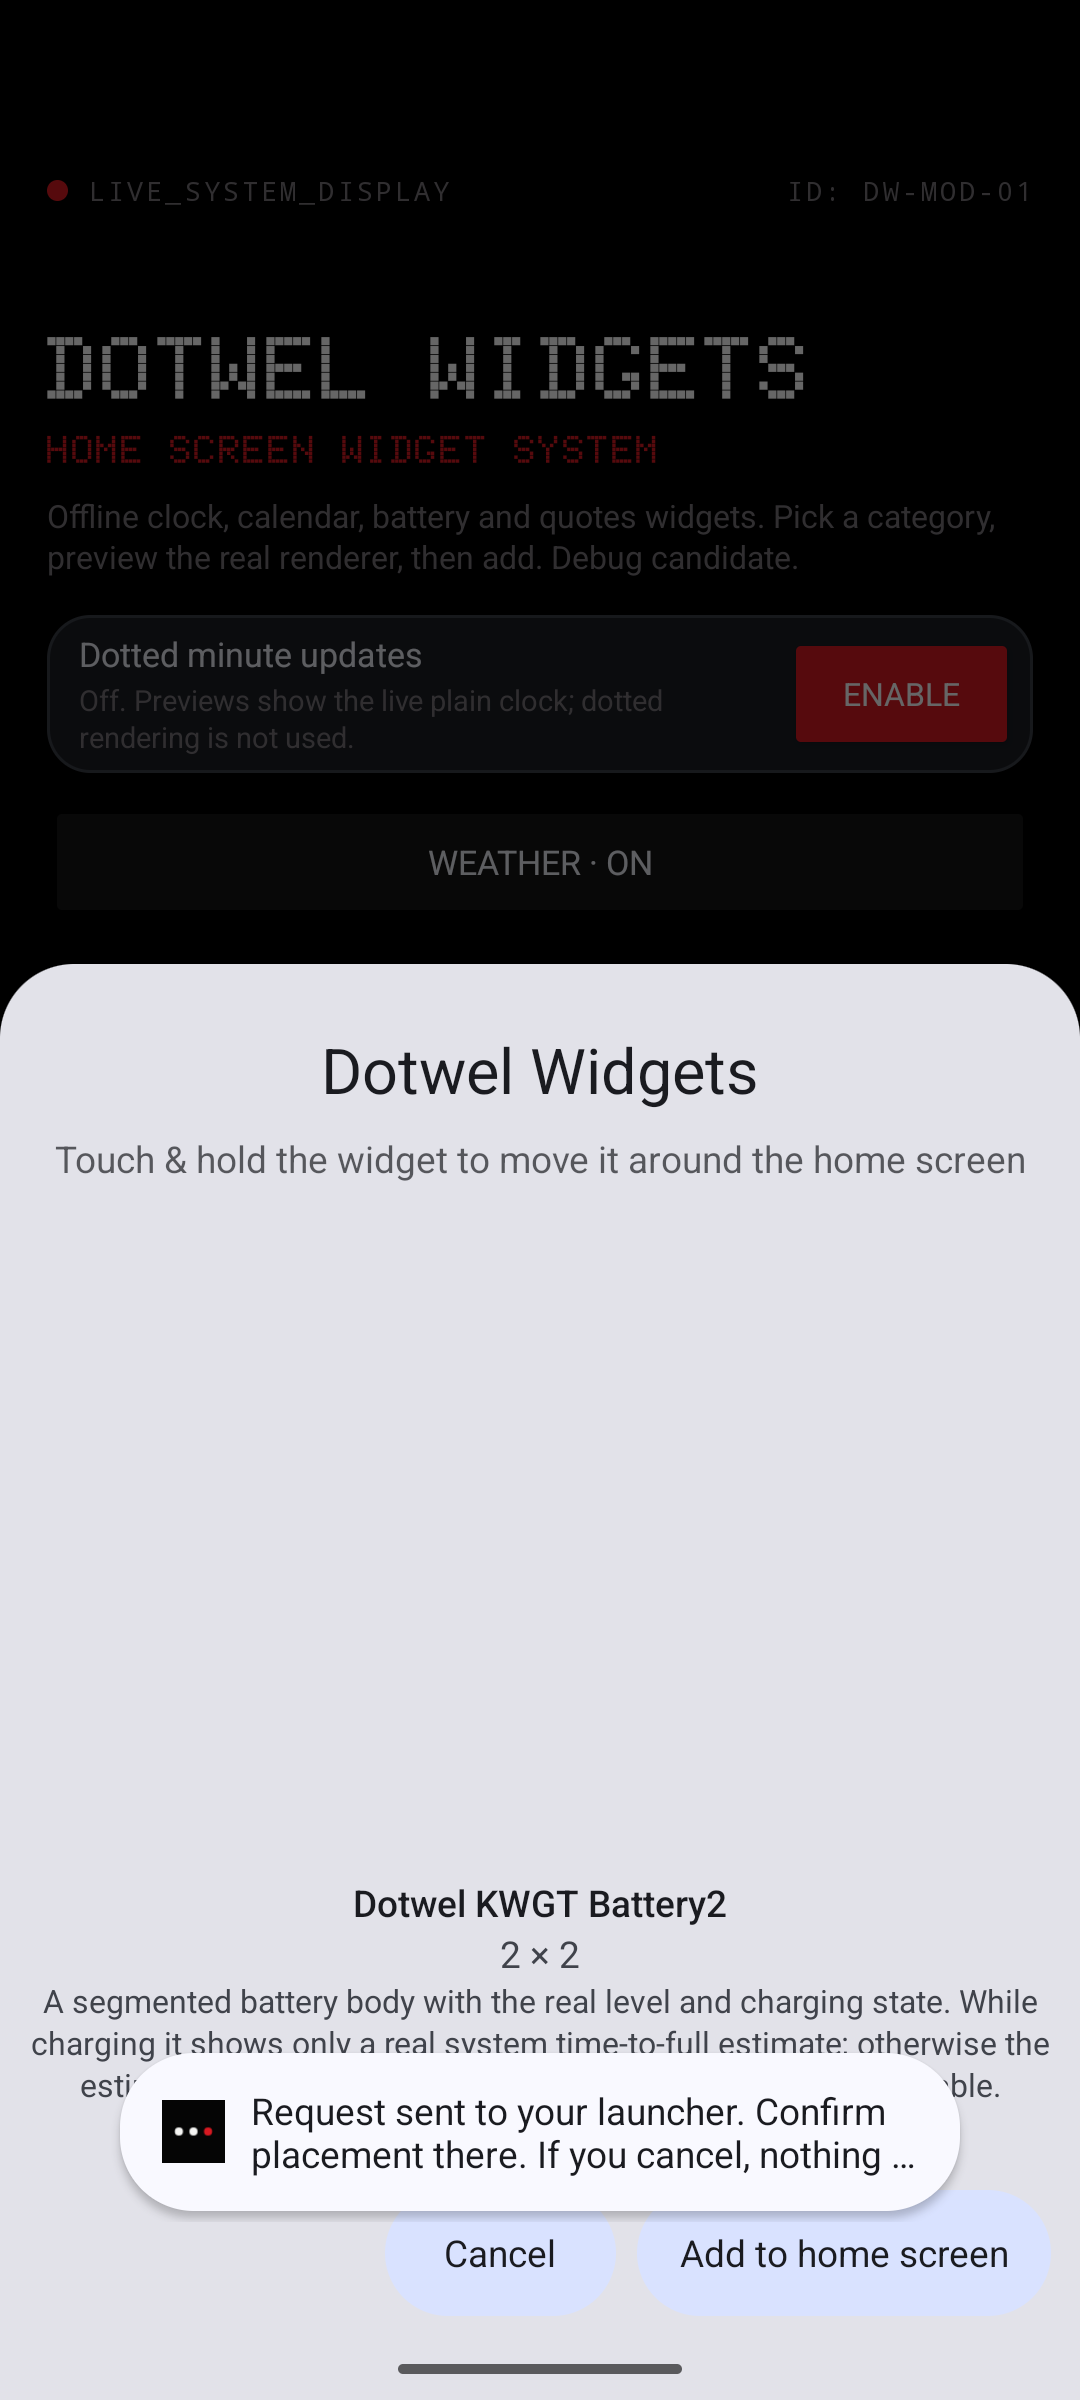 LIVE_SYSTEM_DISPLAY
ID: DW-MOD-01
DOTWEL WIDGETS
HOME SCREEN WIDGET SYSTEM
Offline clock, calendar, battery and quotes widgets. Pick a category,
preview the real renderer, then add. Debug candidate.
Dotted minute updates
Off. Previews show the live plain clock; dotted
rendering is not used.
ENABLE
WEATHER · ON
Dotwel Widgets
Touch & hold the widget to move it around the home screen
Dotwel KWGT Battery2
2 × 2
A segmented battery body with the real level and charging state. While
charging it shows only a real system time-to-full estimate; otherwise the
Request sent to your launcher. Confirm
placement there. If you cancel, nothing ...
Cancel
Add to home screen